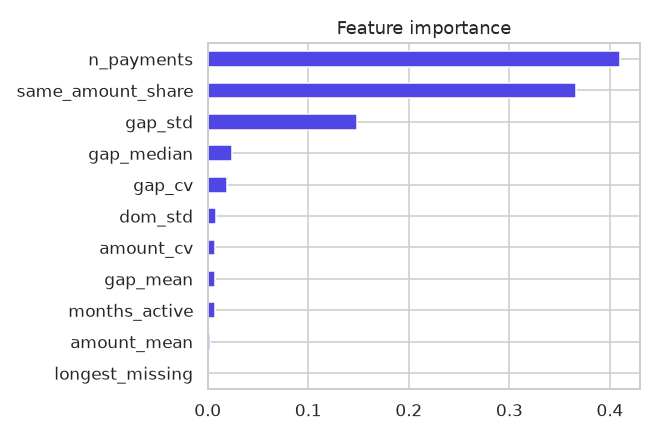 Feature importance
n_payments
same_amount_share
gap_std
gap_median
gap_cv
dom_std
amount_cv
gap_mean
months_active
amount_mean
longest_missing
0.0 0.1 0.2 0.3 0.4